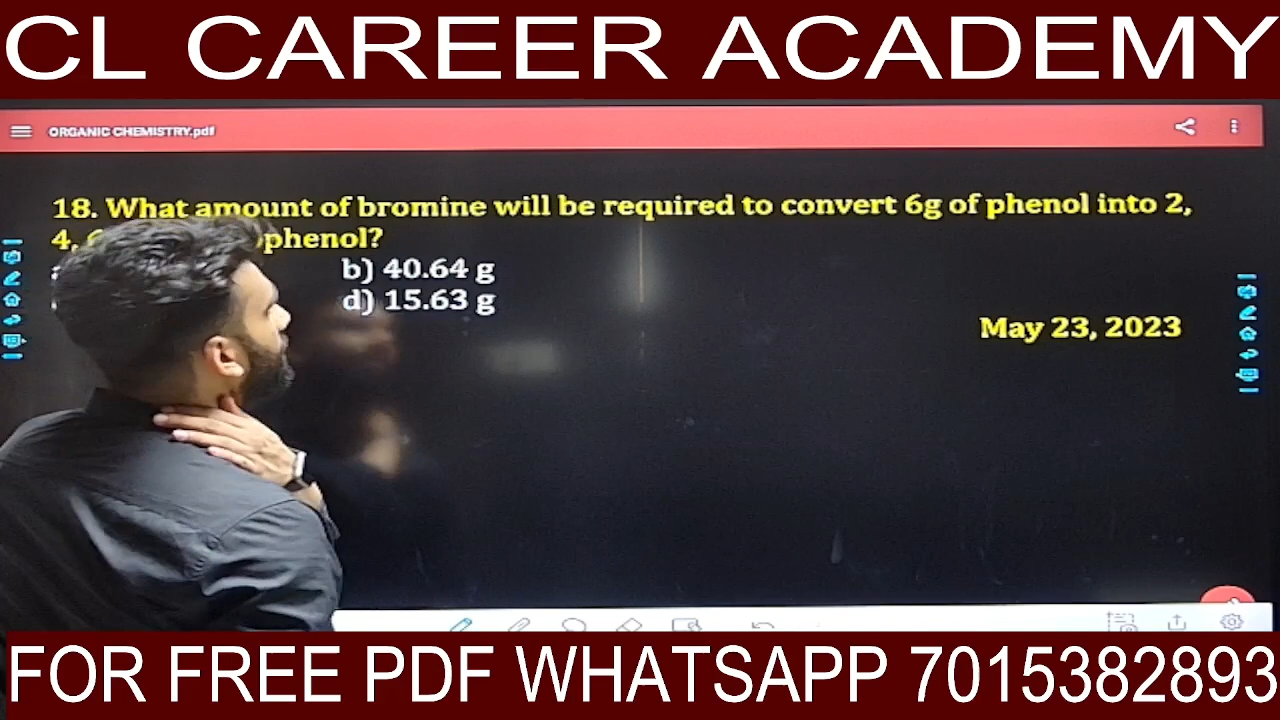 CL CAREER ACADEMY
ORGANIC CHEMISTRY.pdf
18. What amount of bromine will be required to convert 6g of phenol into 2,
4, phenol?
b) 40.64 g
d) 15.63 g
May 23, 2023
FOR FREE PDF WHATSAPP 7015382893